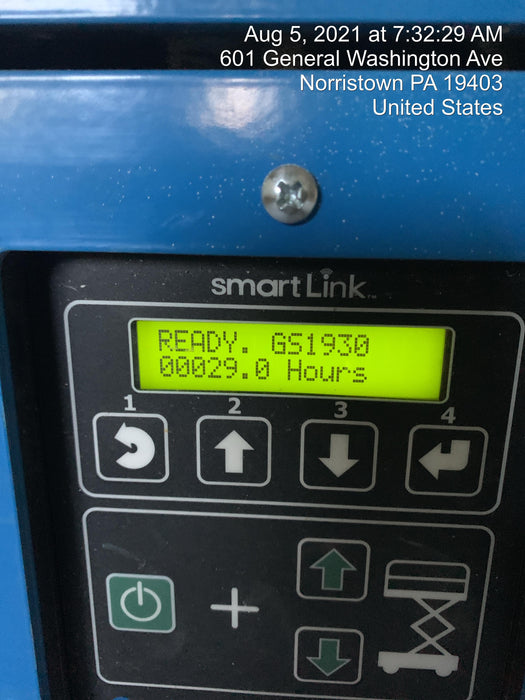 Aug 5, 2021 at 7:32:29 AM
601 General Washington Ave
Norristown PA 19403
United States
smartLink™
READY. GS1930
00029.0 Hours
1 2 3 4